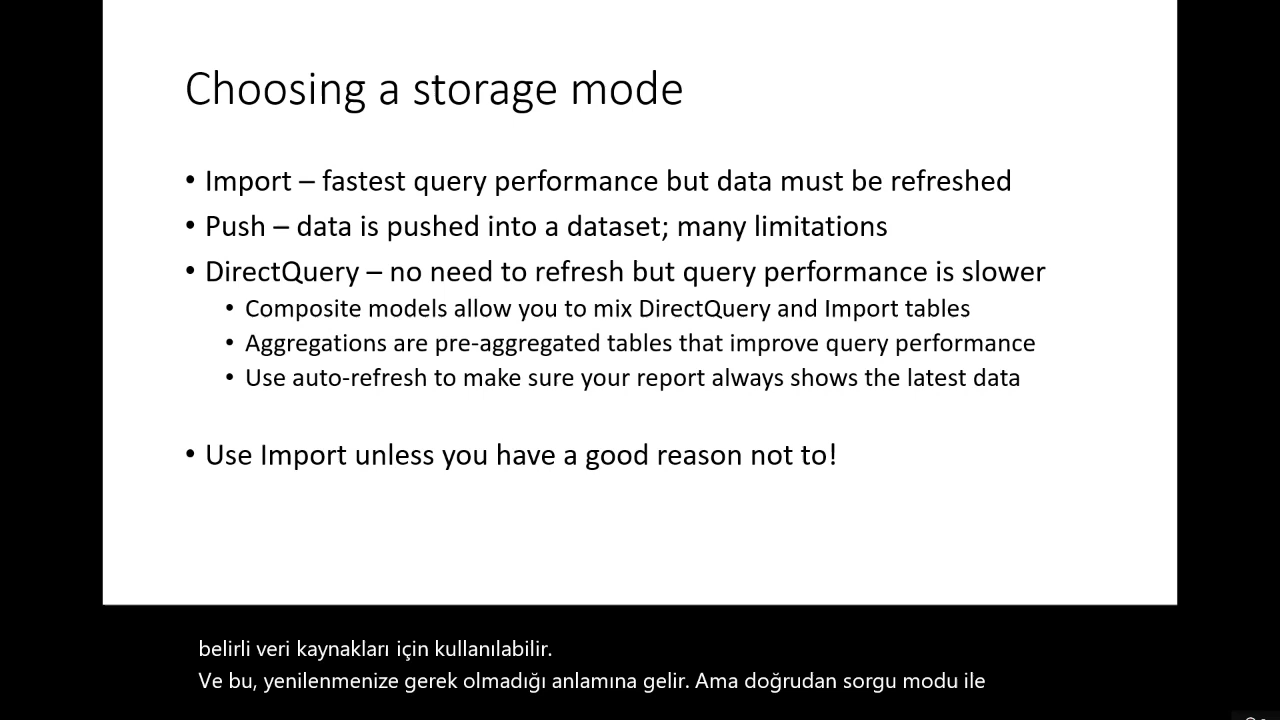 Choosing a storage mode
• Import – fastest query performance but data must be refreshed
• Push – data is pushed into a dataset; many limitations
• DirectQuery – no need to refresh but query performance is slower
• Composite models allow you to mix DirectQuery and Import tables
• Aggregations are pre-aggregated tables that improve query performance
• Use auto-refresh to make sure your report always shows the latest data
• Use Import unless you have a good reason not to!
belirli veri kaynakları için kullanılabilir.
Ve bu, yenilenmenize gerek olmadığı anlamına gelir. Ama doğrudan sorgu modu ile